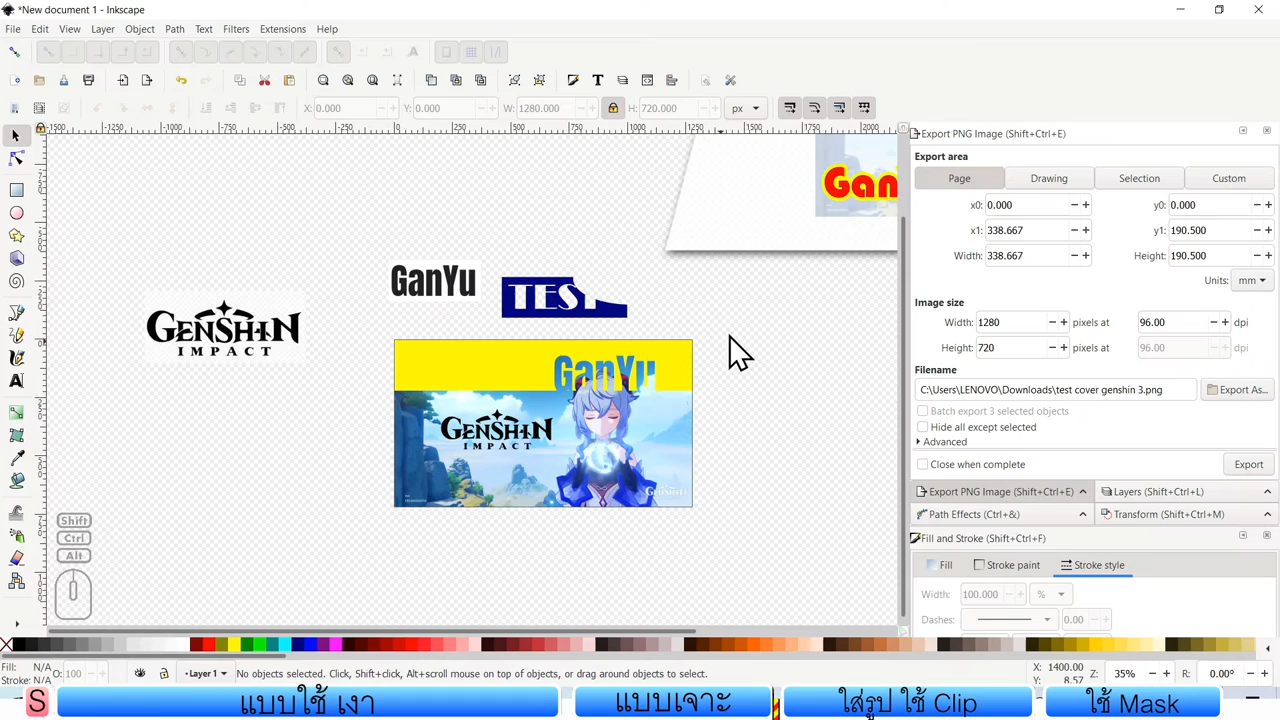 *New document 1 - Inkscape
File Edit View Layer Object Path Text Filters Extensions Help
X: 0.000 Y: 0.000 W: 1280.000 H: 720.000 px
Export PNG Image (Shift+Ctrl+E)
Export area
Page Drawing Selection Custom
x0: 0.000 y0: 0.000
x1: 338.667 y1: 190.500
Width: 338.667 Height: 190.500
Units: mm
Image size
Width: 1280 pixels at 96.00 dpi
Height: 720 pixels at 96.00 dpi
Filename
C:\Users\LENOVO\Downloads\test cover genshin 3.png Export As...
Batch export 3 selected objects
Hide all except selected
Advanced
Close when complete Export
Export PNG Image (Shift+Ctrl+E) Layers (Shift+Ctrl+L)
Path Effects (Ctrl+&) Transform (Shift+Ctrl+M)
Fill and Stroke (Shift+Ctrl+F)
Fill Stroke paint Stroke style
Width: 100.000 %
Dashes: 0.00
GanYu
TEST
GENSHIN
IMPACT
GanYu
GENSHIN
IMPACT
Shift
Ctrl
Alt
Fill: N/A
Stroke: N/A
O: 100
Layer 1
No objects selected. Click, Shift+click, Alt+scroll mouse on top of objects, or drag around objects to select.
X: 1400.00
Y: 8.57
Z: 35% R: 0.00°
S แบบใช้ เงา แบบเจาะ ใส่รูป ใช้ Clip ใช้ Mask